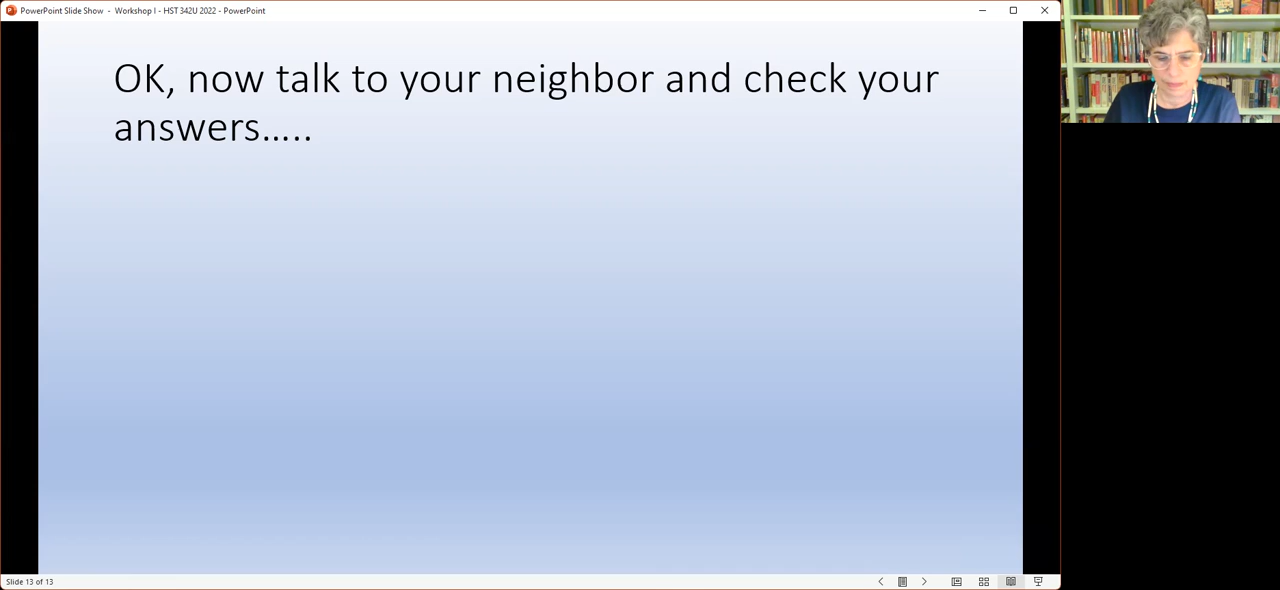 PowerPoint Slide Show - Workshop I - HST 342U 2022 - PowerPoint
OK, now talk to your neighbor and check your
answers…..
Slide 13 of 13